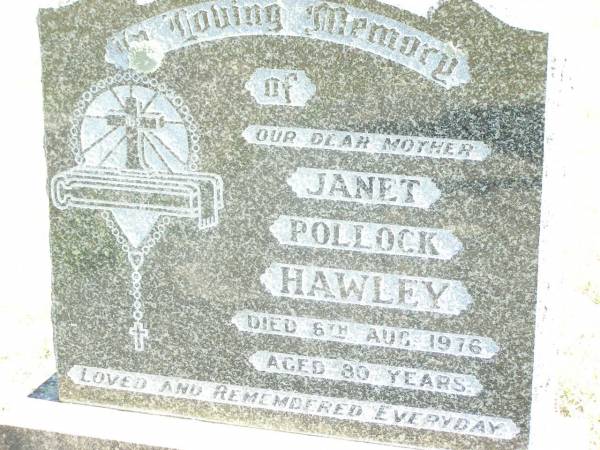 In Loving Memory
of
OUR DEAR MOTHER
JANET
POLLOCK
HAWLEY
DIED 6TH AUG. 1976
AGED 80 YEARS
LOVED AND REMEMBERED EVERYDAY